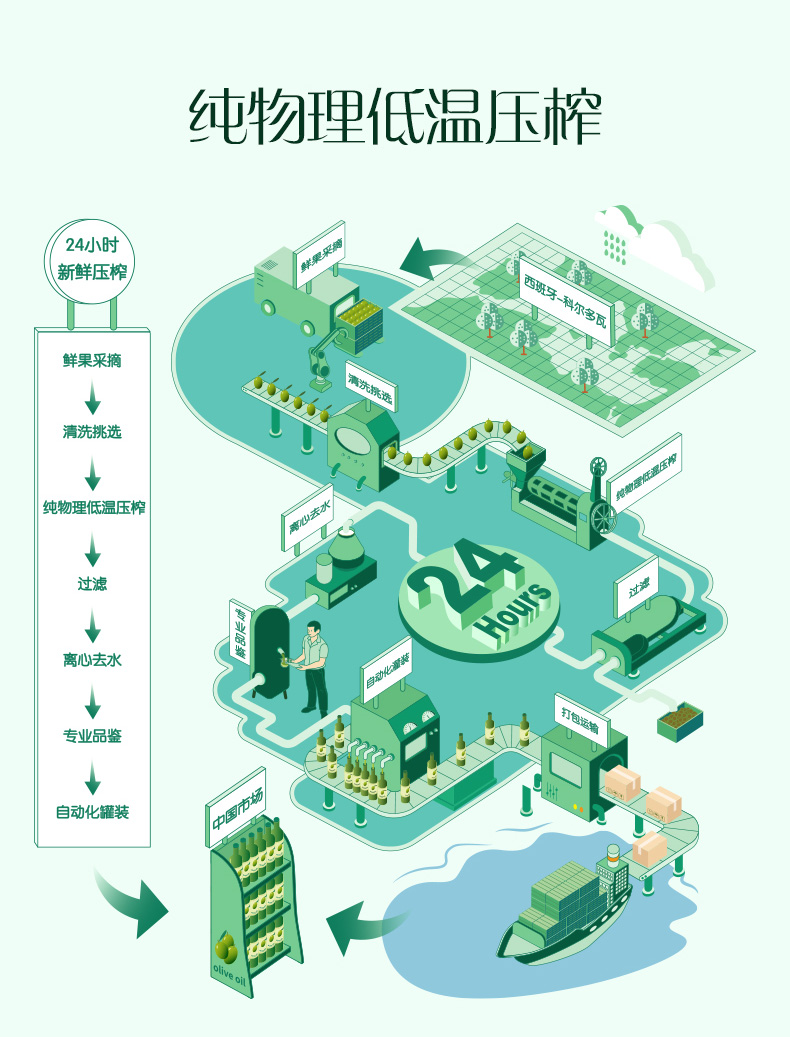 纯物理低温压榨
24小时
新鲜压榨
鲜果采摘
清洗挑选
纯物理低温压榨
过滤
离心去水
专业品鉴
自动化罐装
鲜果采摘
西班牙-科尔多瓦
清洗挑选
纯物理低温压榨
离心去水
24
Hours
过滤
专业品鉴
自动化灌装
打包运输
中国市场
olive oil